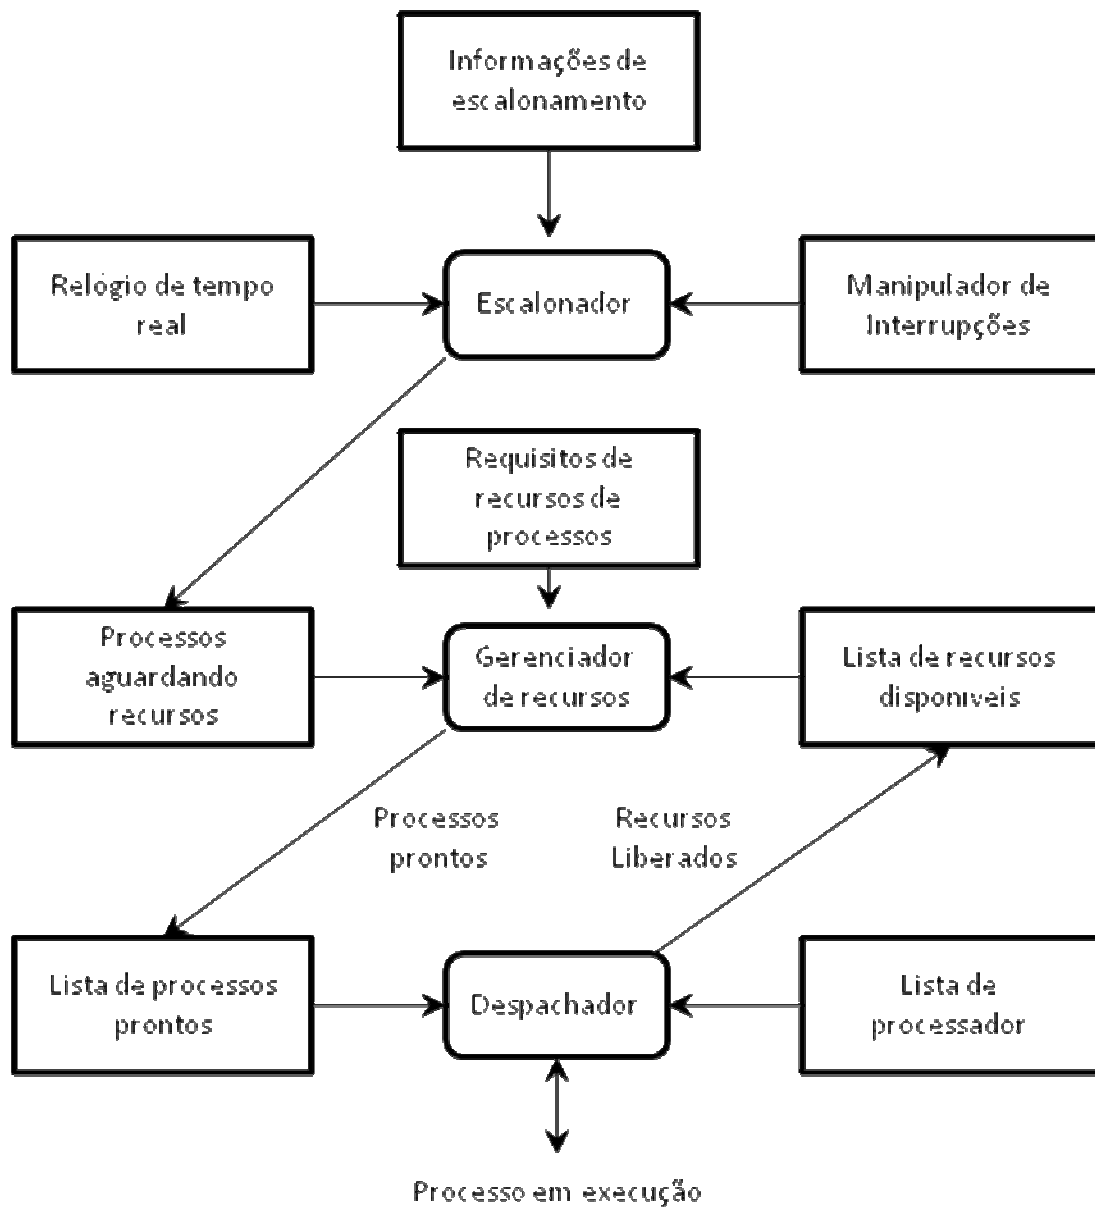 Informações de
escalonamento
Relógio de tempo
real
Escalonador
Manipulador de
Interrupções
Requisitos de
recursos de
processos
Processos
aguardando
recursos
Gerenciador
de recursos
Lista de recursos
disponíveis
Processos
prontos
Recursos
Liberados
Lista de processos
prontos
Despachador
Lista de
processador
Processo em execução